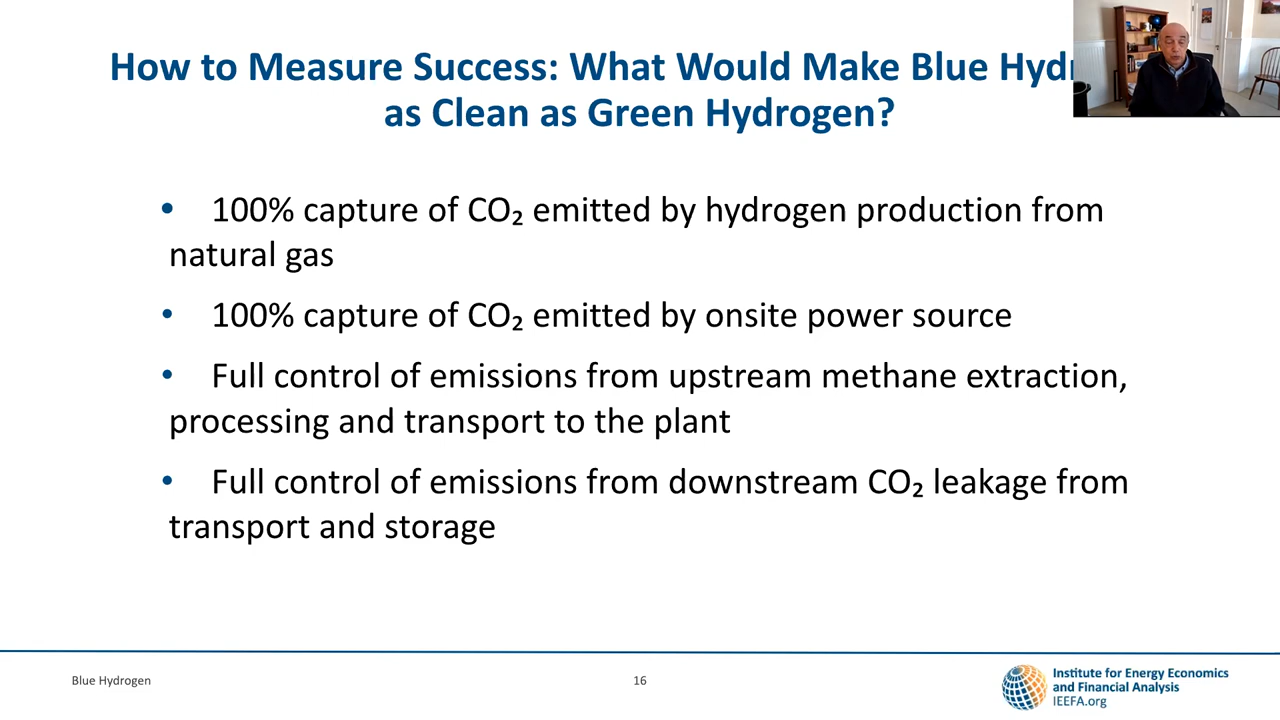 How to Measure Success: What Would Make Blue Hydr
as Clean as Green Hydrogen?
• 100% capture of CO₂ emitted by hydrogen production from
natural gas
• 100% capture of CO₂ emitted by onsite power source
• Full control of emissions from upstream methane extraction,
processing and transport to the plant
• Full control of emissions from downstream CO₂ leakage from
transport and storage
Blue Hydrogen
16
Institute for Energy Economics
and Financial Analysis
IEEFA.org